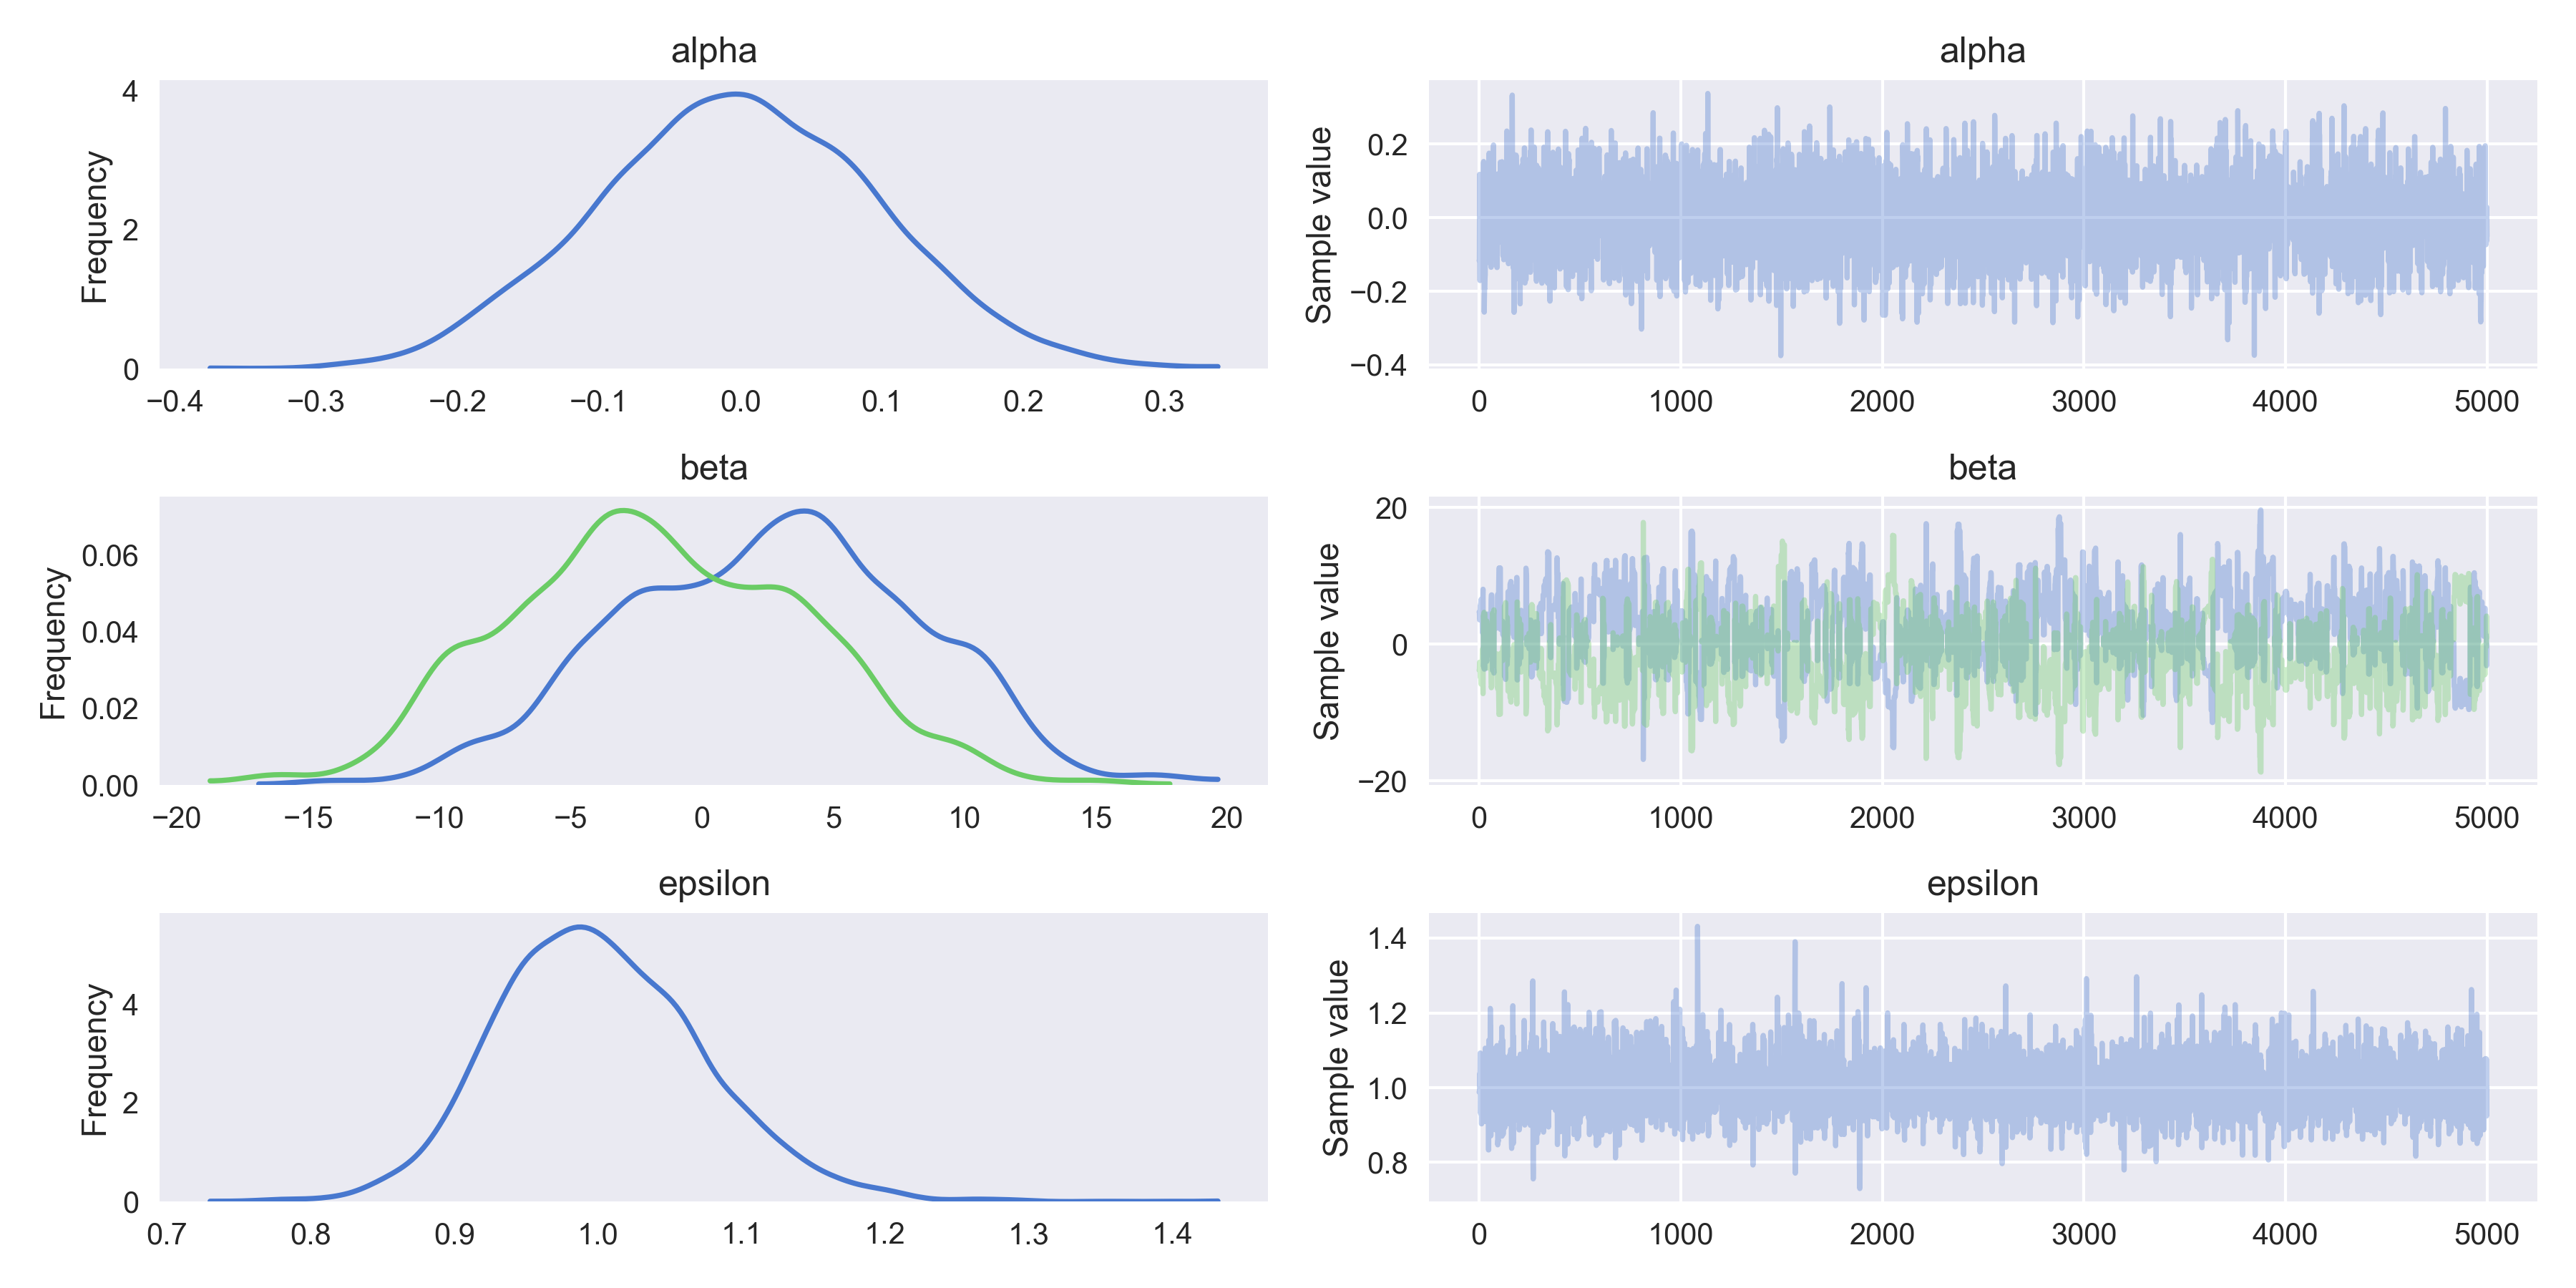 alpha
4
2
0
Frequency
−0.4 −0.3 −0.2 −0.1 0.0 0.1 0.2 0.3
alpha
0.2
0.0
−0.2
−0.4
Sample value
0 1000 2000 3000 4000 5000
beta
0.06
0.04
0.02
0.00
Frequency
−20 −15 −10 −5 0 5 10 15 20
beta
20
0
−20
Sample value
0 1000 2000 3000 4000 5000
epsilon
4
2
0
Frequency
0.7 0.8 0.9 1.0 1.1 1.2 1.3 1.4
epsilon
1.4
1.2
1.0
0.8
Sample value
0 1000 2000 3000 4000 5000